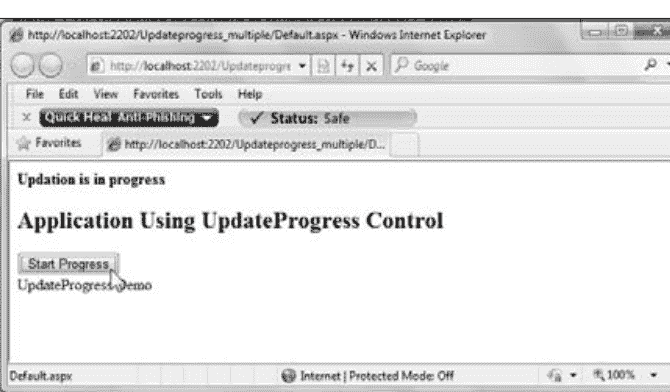 http://localhost:2202/Updateprogress_multiple/Default.aspx - Windows Internet Explorer
http://localhost:2202/Updateprogre Google
File Edit View Favorites Tools Help
Quick Heal Anti-Phishing Status: Safe
Favorites http://localhost:2202/Updateprogress_multiple/D...
Updation is in progress
Application Using UpdateProgress Control
Start Progress
UpdateProgress Demo
Default.aspx Internet | Protected Mode: Off 100%